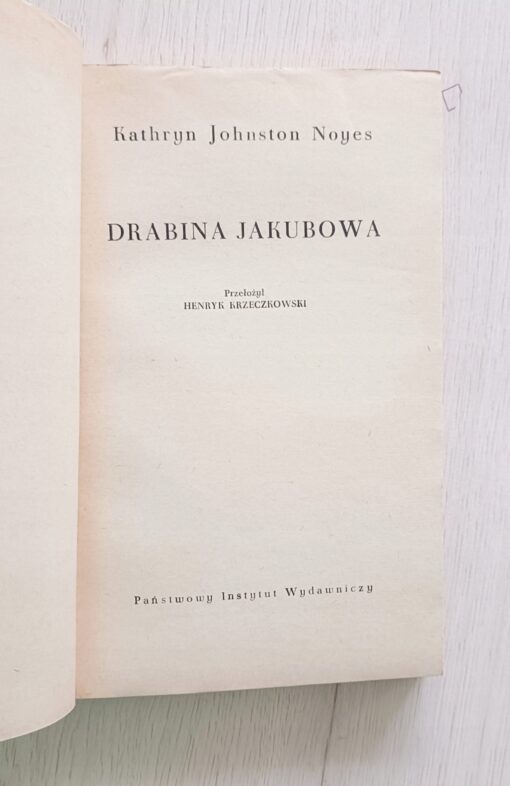 Kathryn Johnston Noyes
DRABINA JAKUBOWA
Przełożył
HENRYK KRZECZKOWSKI
Państwowy Instytut Wydawniczy